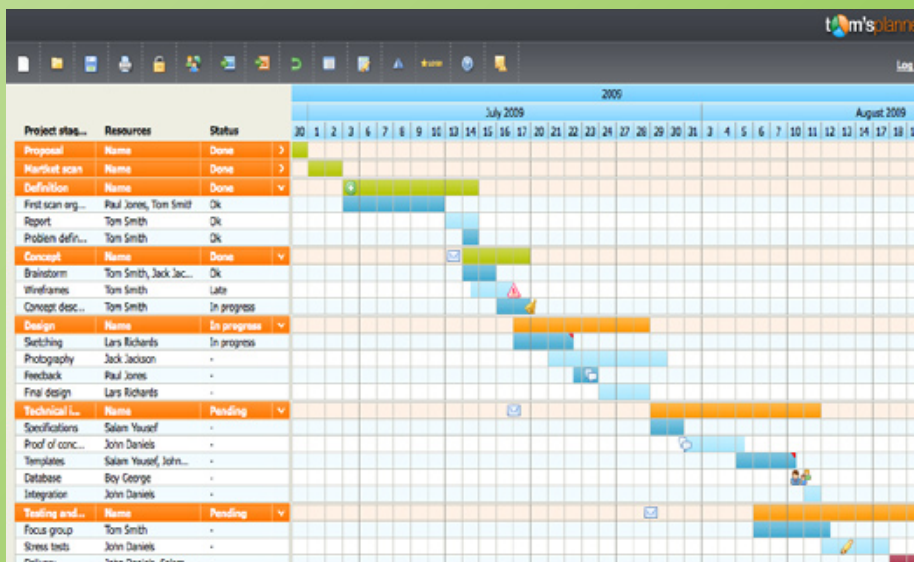 tom'splanne
Log
2009
July 2009 August 2009
Project staq... Resources Status 30 1 2 3 6 7 8 9 10 13 14 15 16 17 20 21 22 23 24 27 28 29 30 31 3 4 5 6 7 10 11 12 13 14 17 18
Proposal Name Done
Martket scan Name Done
Definition Name Done
First scan org... Paul Jones, Tom Smith Ok
Report Tom Smith Ok
Problem defin... Tom Smith Ok
Concept Name Done
Brainstorm Tom Smith, Jack Jac... Ok
Wireframes Tom Smith Late
Concept desc... Tom Smith In progress
Design Name In progress
Sketching Lars Richards In progress
Photography Jack Jackson -
Feedback Paul Jones -
Final design Lars Richards -
Technical i... Name Pending
Specifications Salam Yousef -
Proof of conc... John Daniels -
Templates Salam Yousef, John... -
Database Boy George -
Integration John Daniels -
Testing and... Name Pending
Focus group Tom Smith -
Stress tests John Daniels -